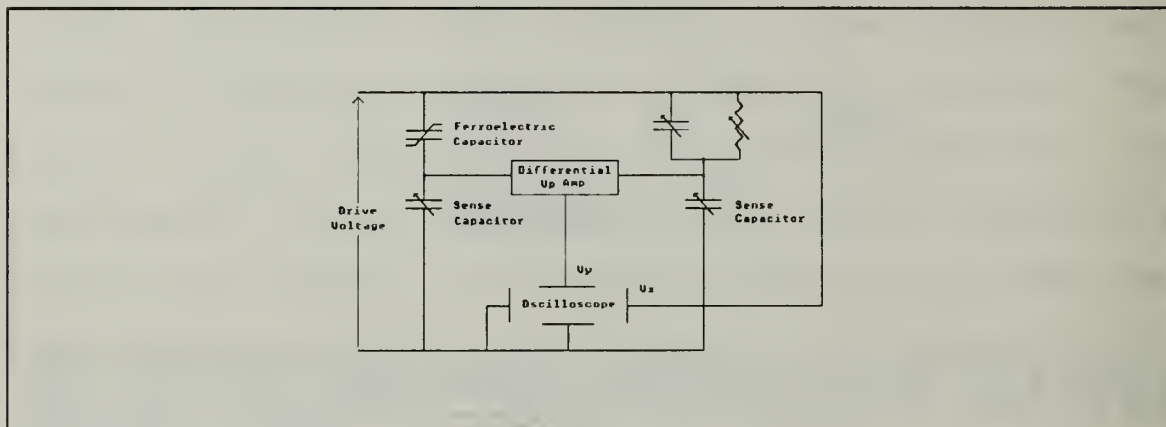 Ferroelectric
Capacitor
Differential
Op Amp
Sense
Capacitor
Sense
Capacitor
Drive
Voltage
Vy
Vx
Oscilloscope